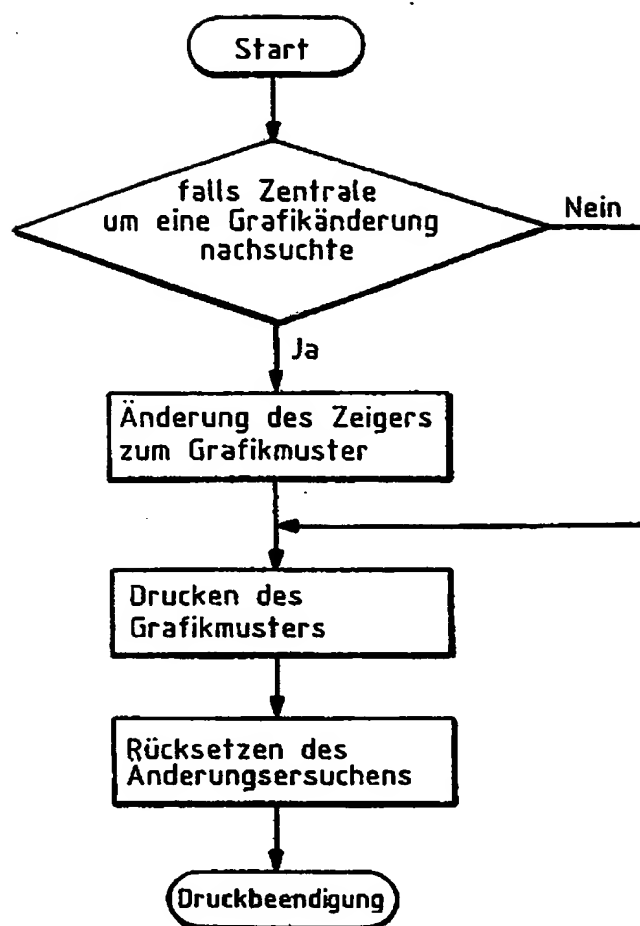 Start
falls Zentrale
um eine Grafikänderung
nachsuchte
Nein
Ja
Änderung des Zeigers
zum Grafikmuster
Drucken des
Grafikmusters
Rücksetzen des
Änderungsersuchens
Druckbeendigung